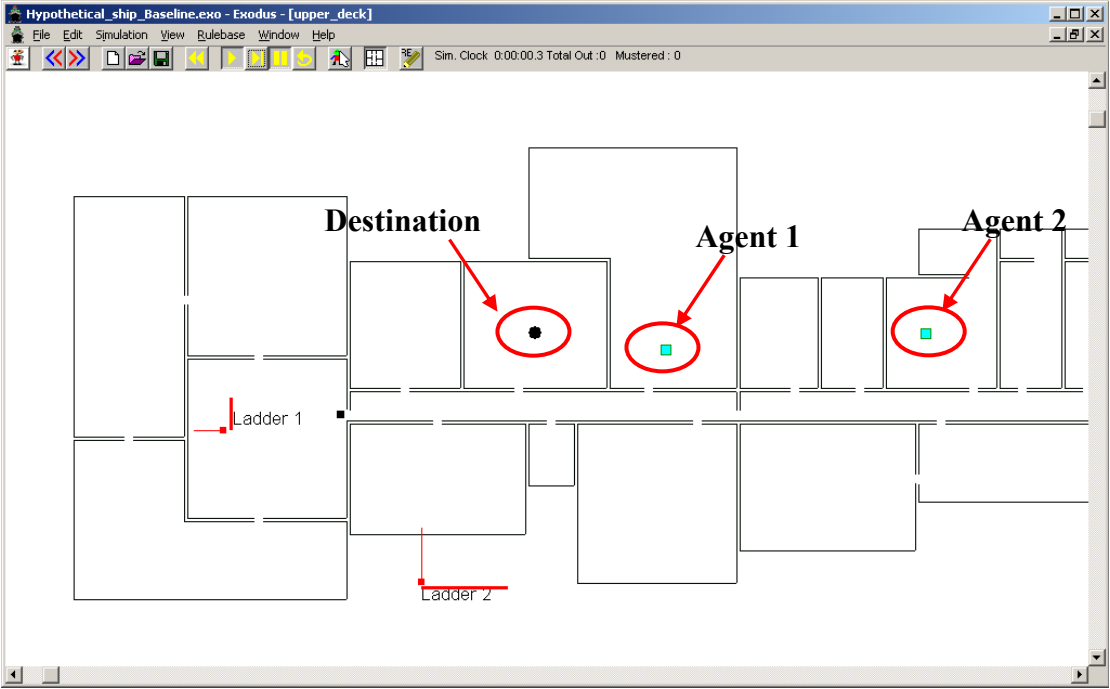 Hypothetical_ship_Baseline.exo - Exodus - [upper_deck]
File Edit Simulation View Rulebase Window Help
Sim. Clock 0:00:00.3 Total Out :0 Mustered : 0
Destination
Agent 1
Agent 2
Ladder 1
Ladder 2